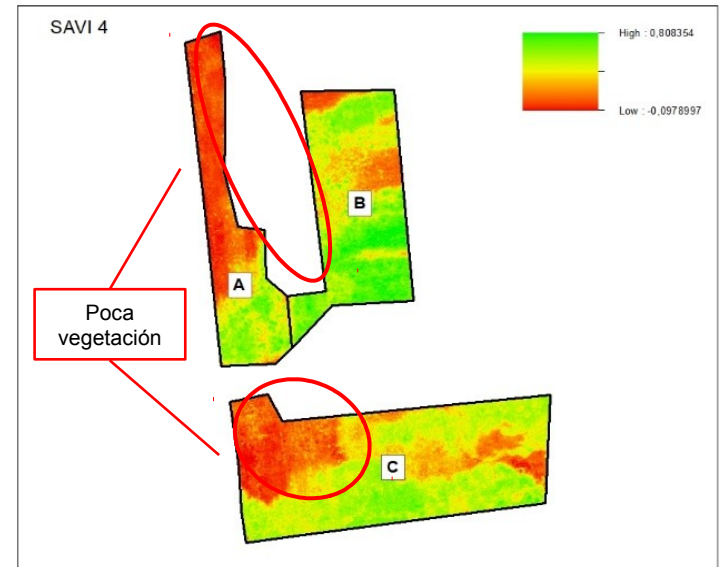 SAVI 4
High : 0,808354
Low : -0,0978997
B
A
Poca
vegetación
C